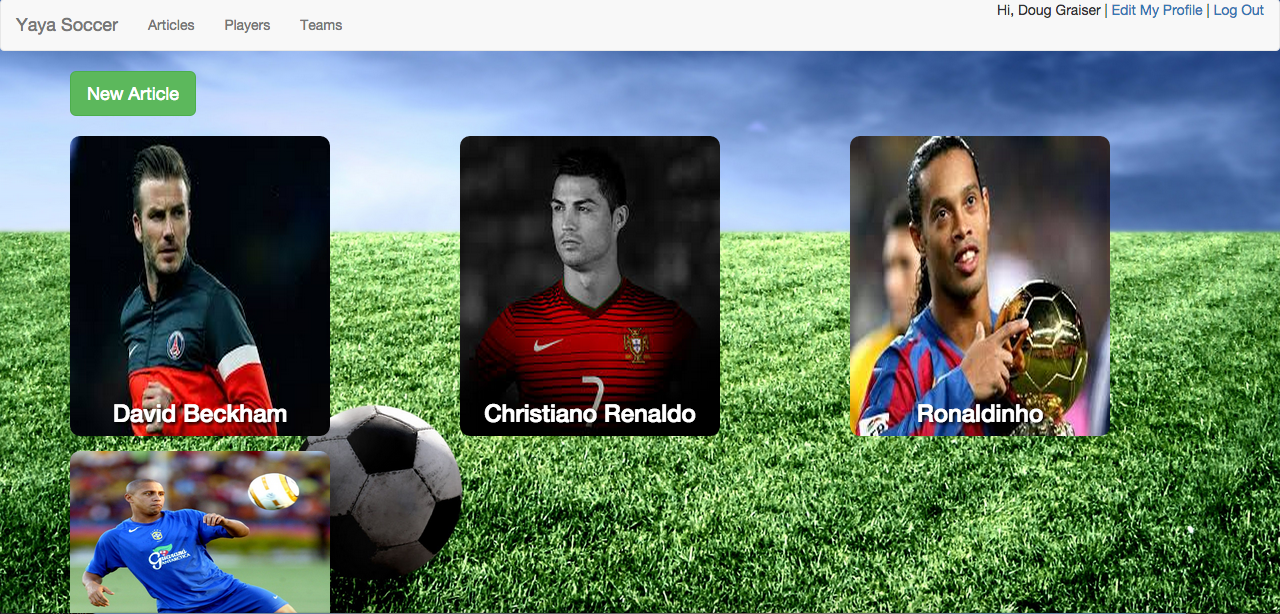 Yaya Soccer Articles Players Teams Hi, Doug Graiser | Edit My Profile | Log Out
New Article
7
David Beckham Christiano Renaldo Ronaldinho